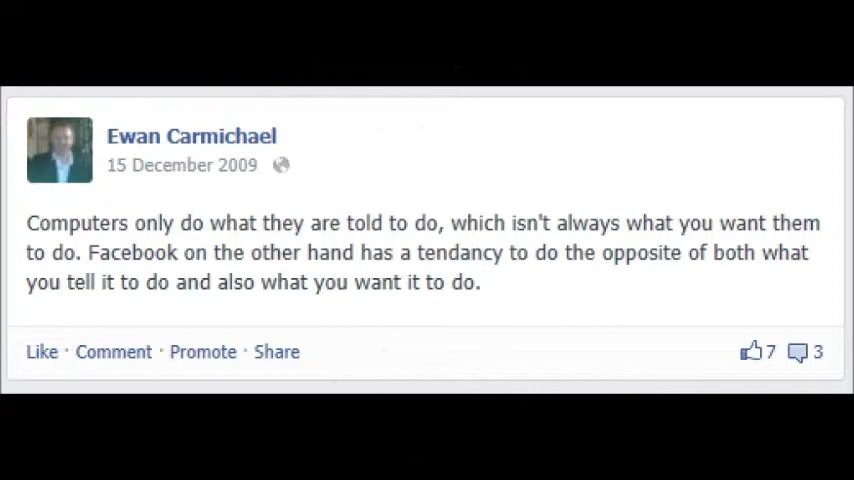 Ewan Carmichael
15 December 2009
Computers only do what they are told to do, which isn't always what you want them
to do. Facebook on the other hand has a tendancy to do the opposite of both what
you tell it to do and also what you want it to do.
Like · Comment · Promote · Share 7 3